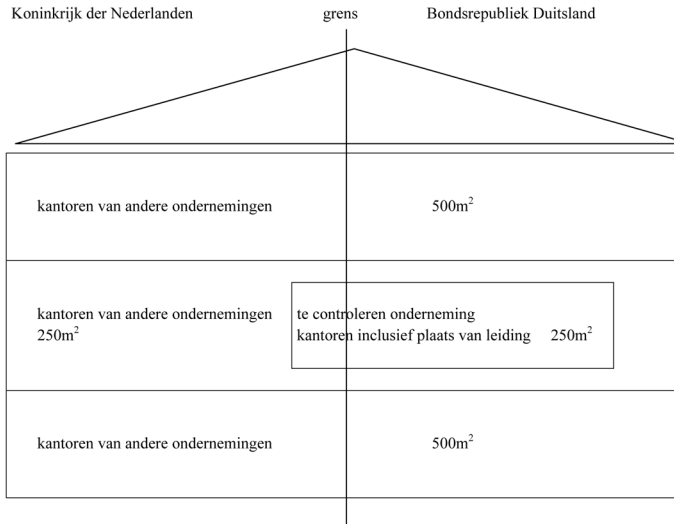 Koninkrijk der Nederlanden grens Bondsrepubliek Duitsland
kantoren van andere ondernemingen 500m²
kantoren van andere ondernemingen te controleren onderneming
250m² kantoren inclusief plaats van leiding 250m²
kantoren van andere ondernemingen 500m²